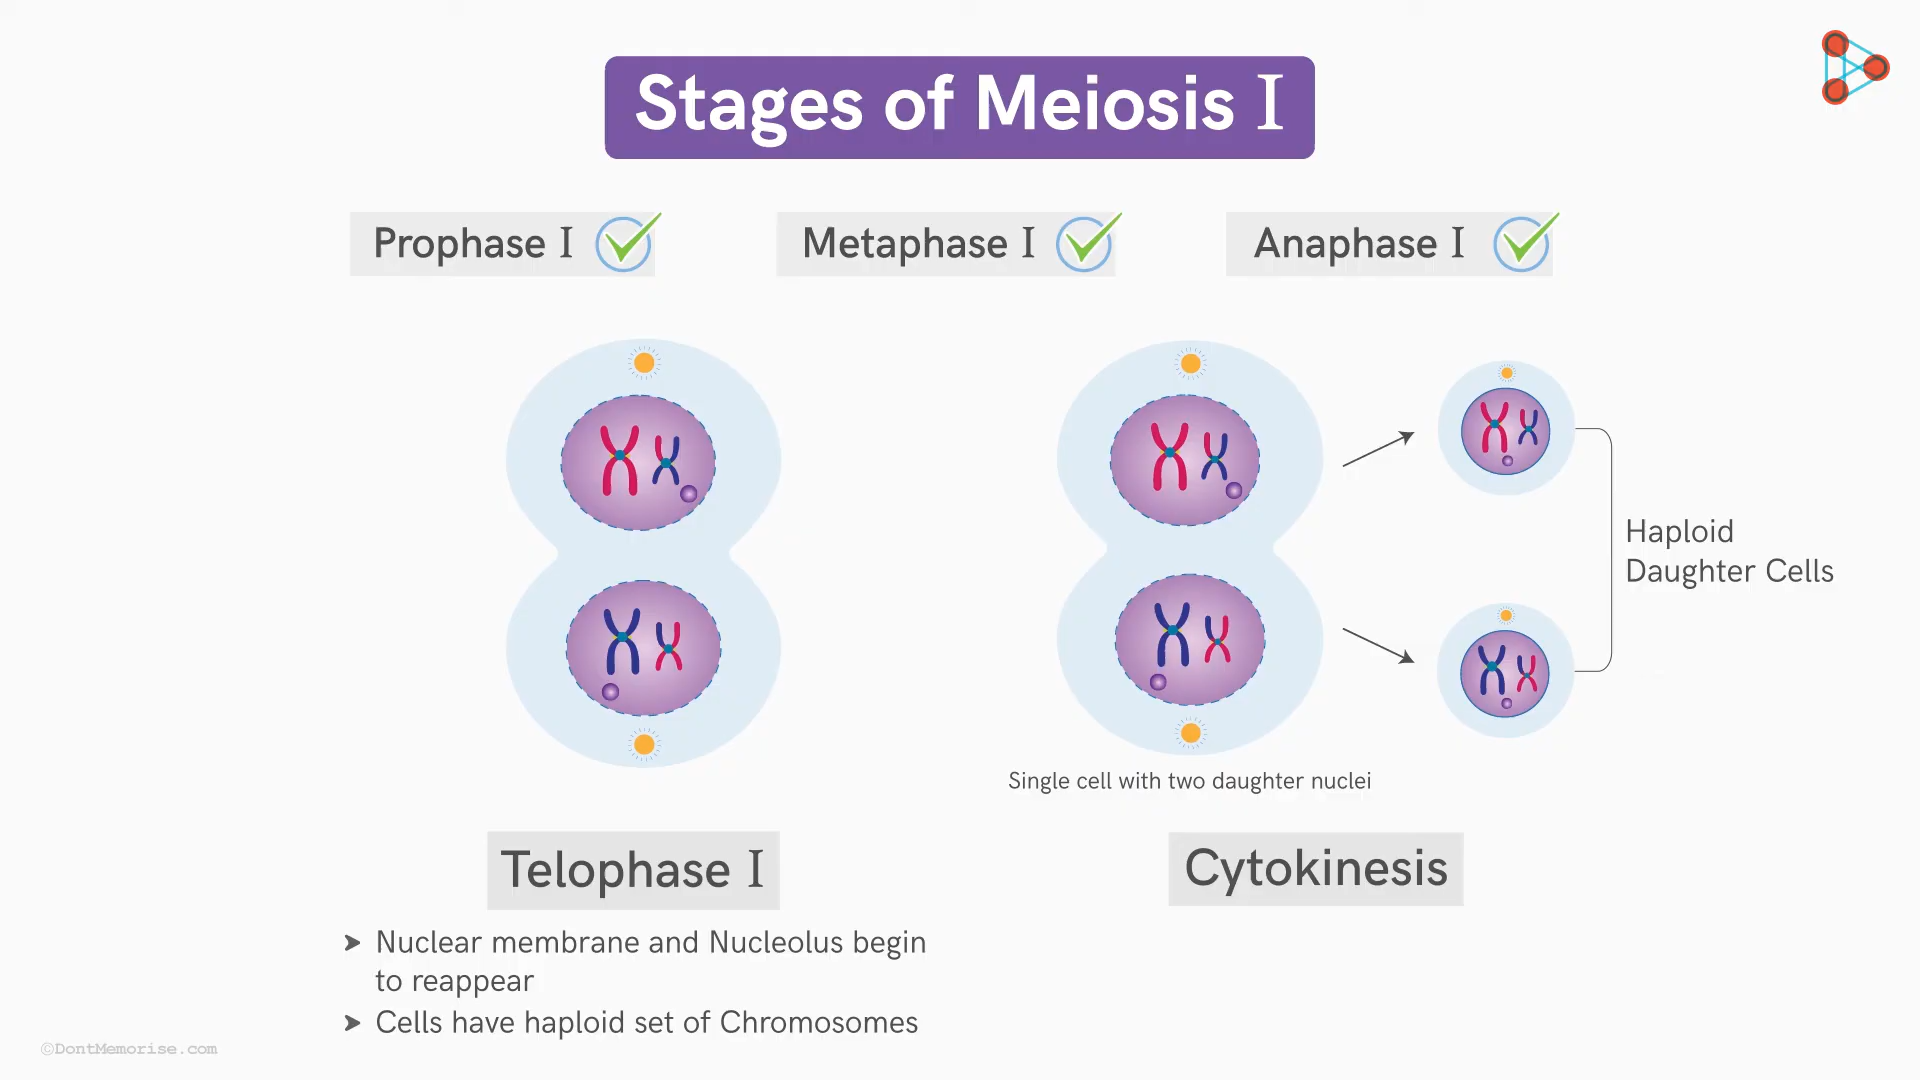 Stages of Meiosis I
Prophase I
Metaphase I
Anaphase I
Haploid
Daughter Cells
Single cell with two daughter nuclei
Telophase I
Cytokinesis
➤ Nuclear membrane and Nucleolus begin
to reappear
➤ Cells have haploid set of Chromosomes
©DontMemorise.com